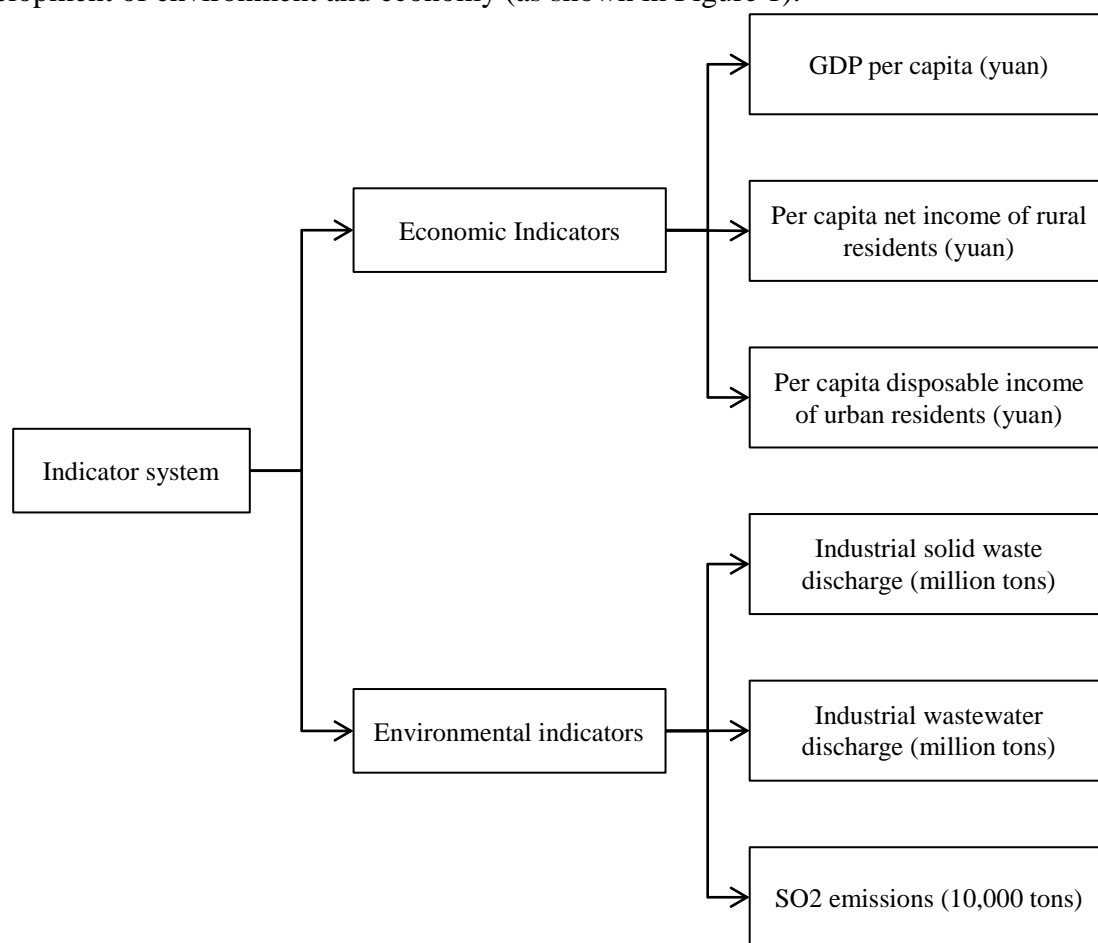 elopment of environment and economy (as shown in Figure 1).
GDP per capita (yuan)
Economic Indicators
Per capita net income of rural
residents (yuan)
Per capita disposable income
of urban residents (yuan)
Indicator system
Industrial solid waste
discharge (million tons)
Environmental indicators
Industrial wastewater
discharge (million tons)
SO2 emissions (10,000 tons)